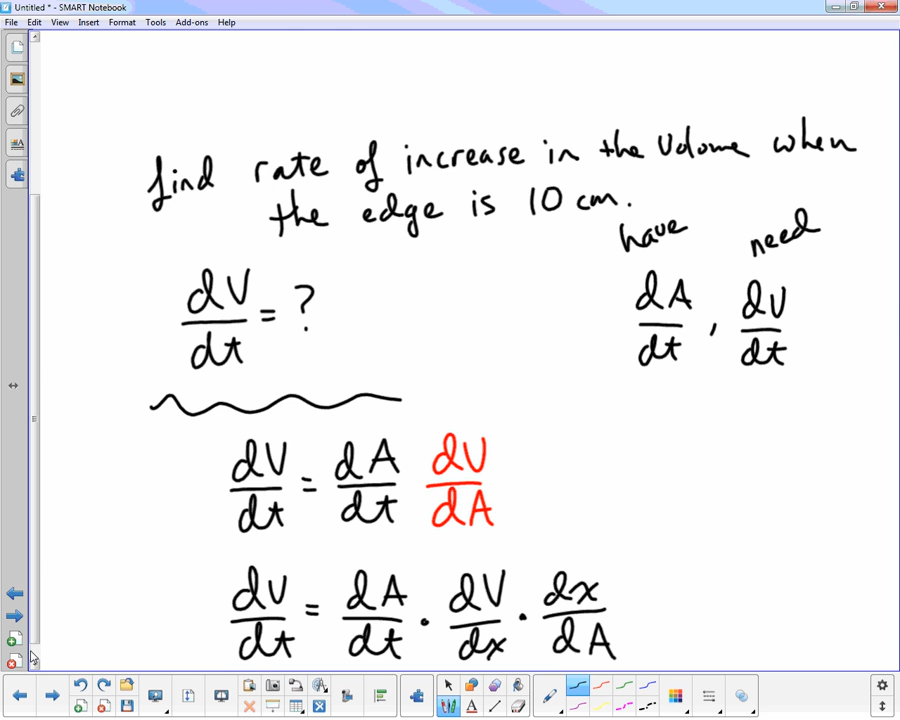 Untitled * - SMART Notebook
File Edit View Insert Format Tools Add-ons Help
find rate of increase in the volume when
the edge is 10 cm.
have need
dV/dt = ?
dA/dt , dV/dt
dV/dt = dA/dt dV/dA
dV/dt = dA/dt · dV/dx · dx/dA